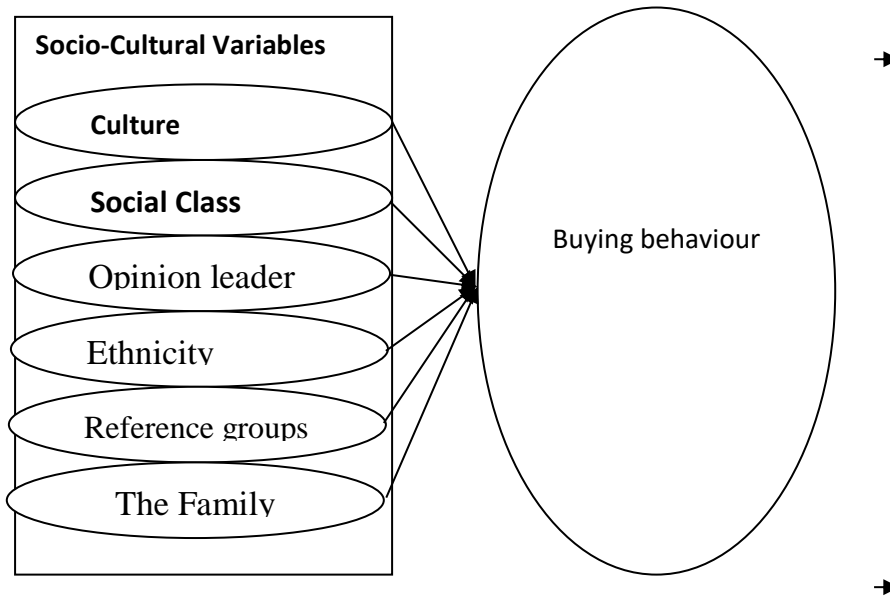 Socio-Cultural Variables
Culture
Social Class
Opinion leader
Ethnicity
Reference groups
The Family
Buying behaviour